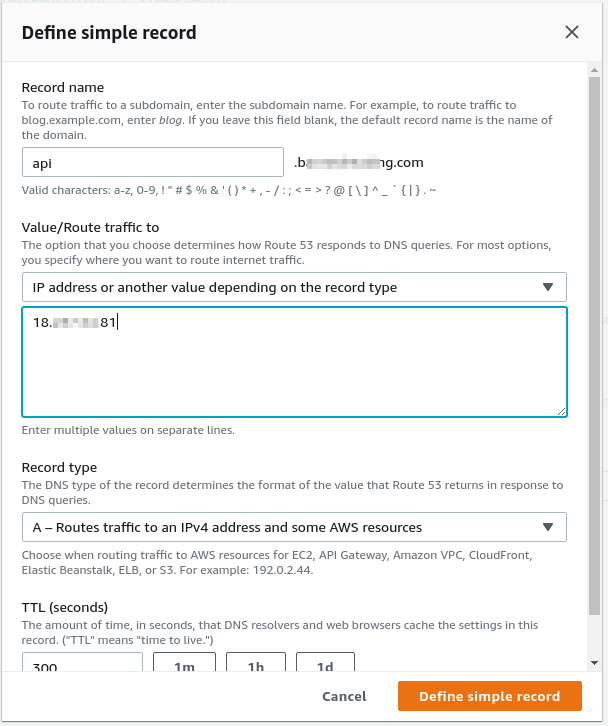 Define simple record
Record name
To route traffic to a subdomain, enter the subdomain name. For example, to route traffic to
blog.example.com, enter blog. If you leave this field blank, the default record name is the name of
the domain.
api
.b ng.com
Valid characters: a-z, 0-9, ! " # $ % & ' ( ) * + , - / : ; < = > ? @ [ \ ] ^ _ ` { | } . ~
Value/Route traffic to
The option that you choose determines how Route 53 responds to DNS queries. For most options,
you specify where you want to route internet traffic.
IP address or another value depending on the record type
18. 81
Enter multiple values on separate lines.
Record type
The DNS type of the record determines the format of the value that Route 53 returns in response to
DNS queries.
A – Routes traffic to an IPv4 address and some AWS resources
Choose when routing traffic to AWS resources for EC2, API Gateway, Amazon VPC, CloudFront,
Elastic Beanstalk, ELB, or S3. For example: 192.0.2.44.
TTL (seconds)
The amount of time, in seconds, that DNS resolvers and web browsers cache the settings in this
record. ("TTL" means "time to live.")
300 1m 1h 1d
Cancel Define simple record